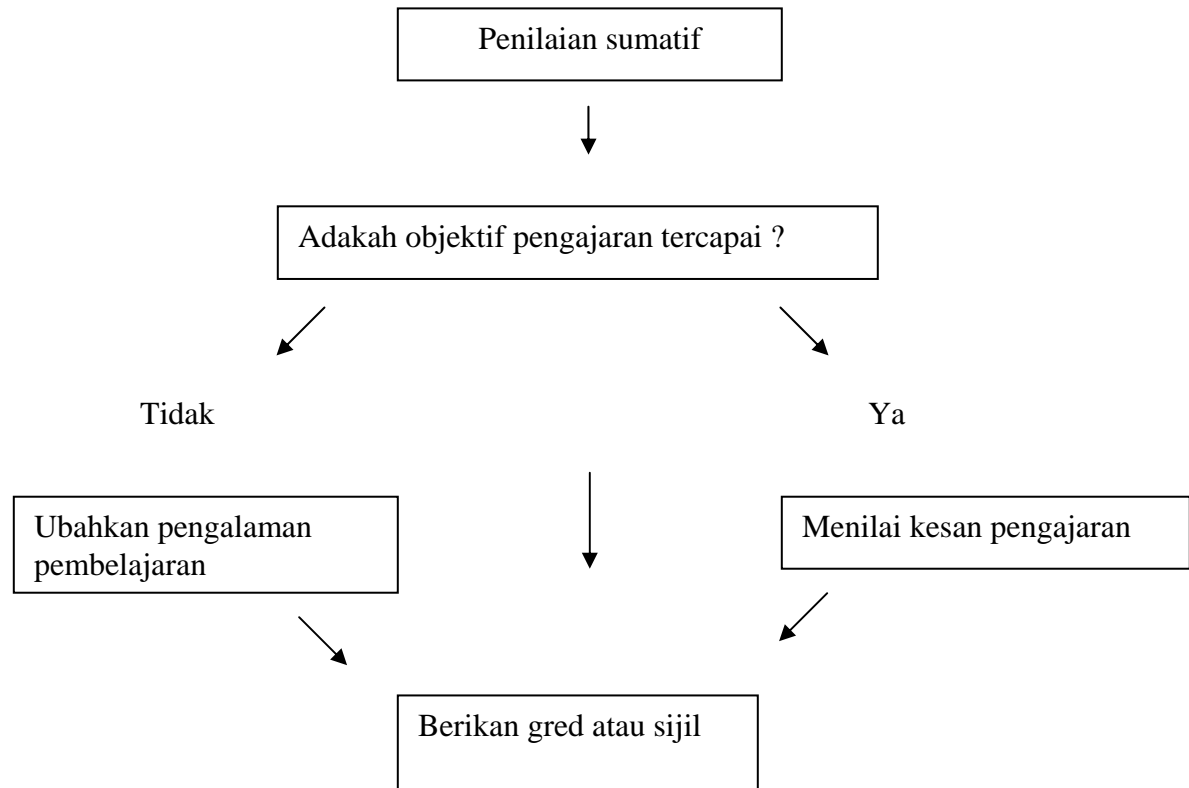 Penilaian sumatif
Adakah objektif pengajaran tercapai ?
Tidak
Ya
Ubahkan pengalaman
pembelajaran
Menilai kesan pengajaran
Berikan gred atau sijil